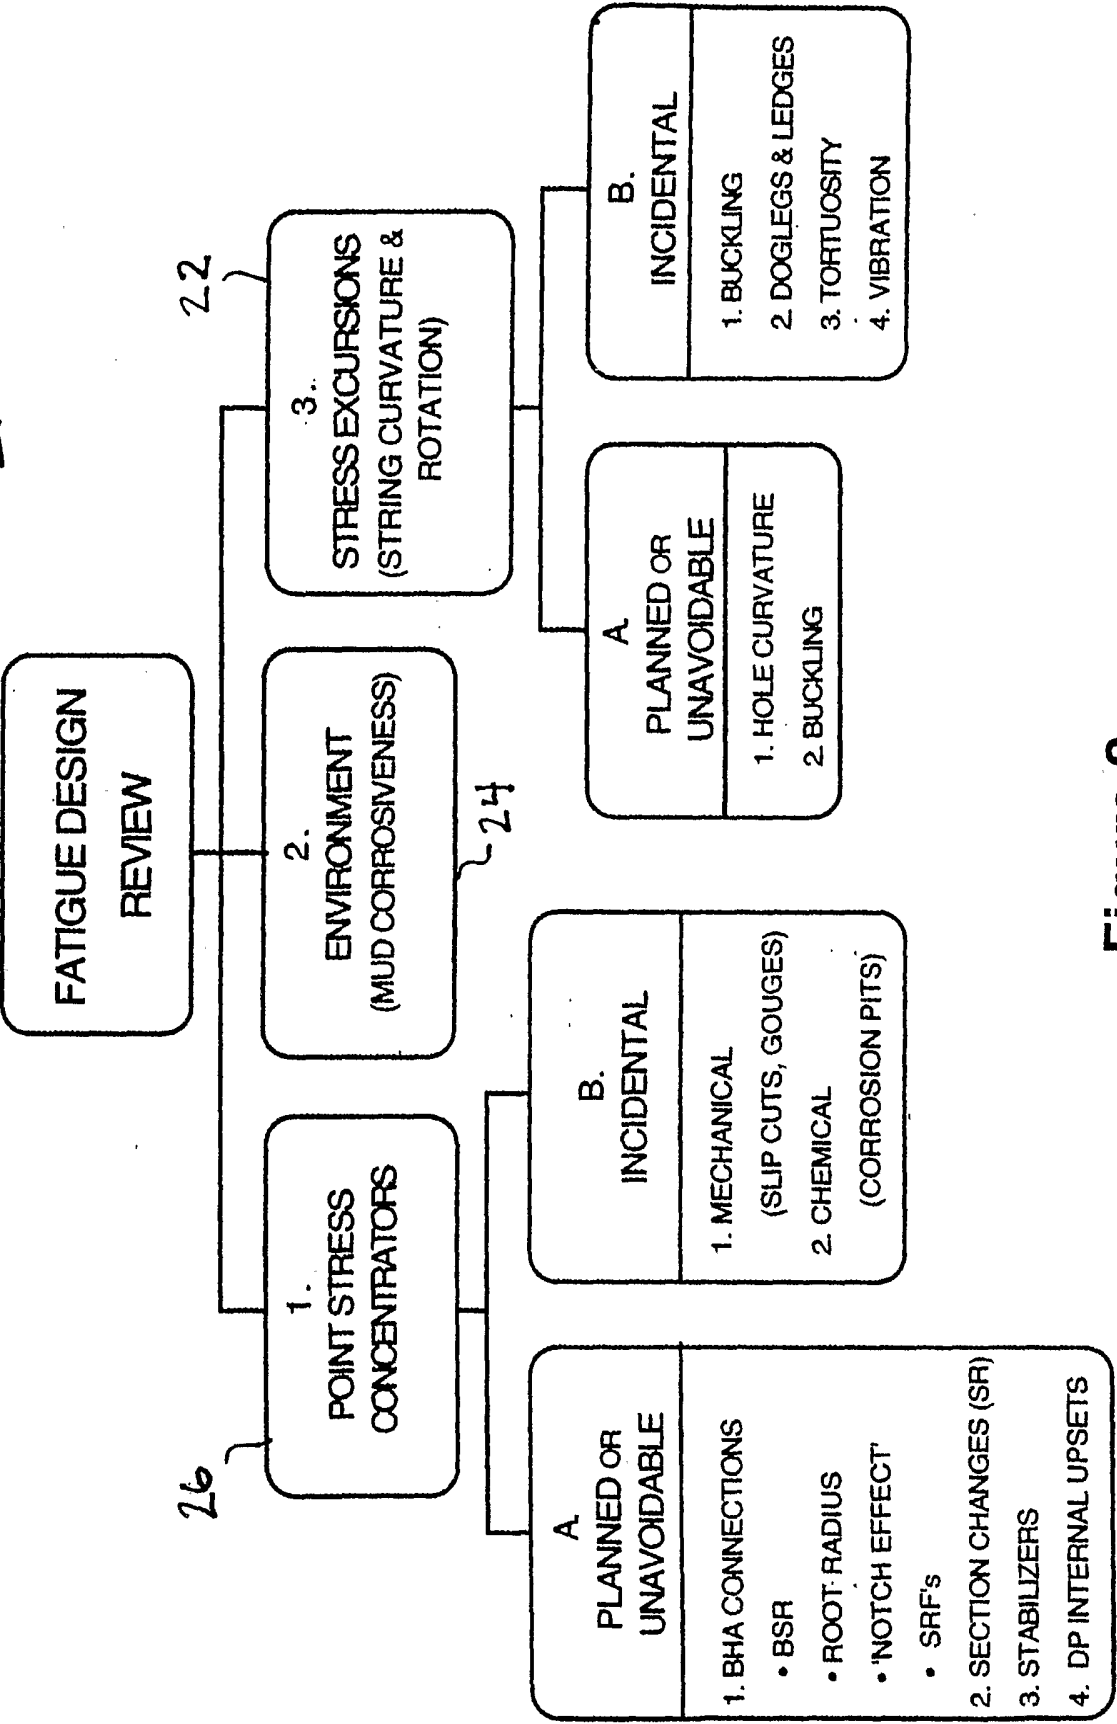 FATIGUE DESIGN
REVIEW
26
1.
POINT STRESS
CONCENTRATORS
2.
ENVIRONMENT
(MUD CORROSIVENESS)
24
22
3.
STRESS EXCURSIONS
(STRING CURVATURE &
ROTATION)
A.
PLANNED OR
UNAVOIDABLE
1. BHA CONNECTIONS
• BSR
• ROOT RADIUS
• 'NOTCH EFFECT'
• SRF's
2. SECTION CHANGES (SR)
3. STABILIZERS
4. DP INTERNAL UPSETS
B.
INCIDENTAL
1. MECHANICAL
(SLIP CUTS, GOUGES)
2. CHEMICAL
(CORROSION PITS)
A.
PLANNED OR
UNAVOIDABLE
1. HOLE CURVATURE
2. BUCKLING
B.
INCIDENTAL
1. BUCKLING
2. DOGLEGS & LEDGES
3. TORTUOSITY
4. VIBRATION